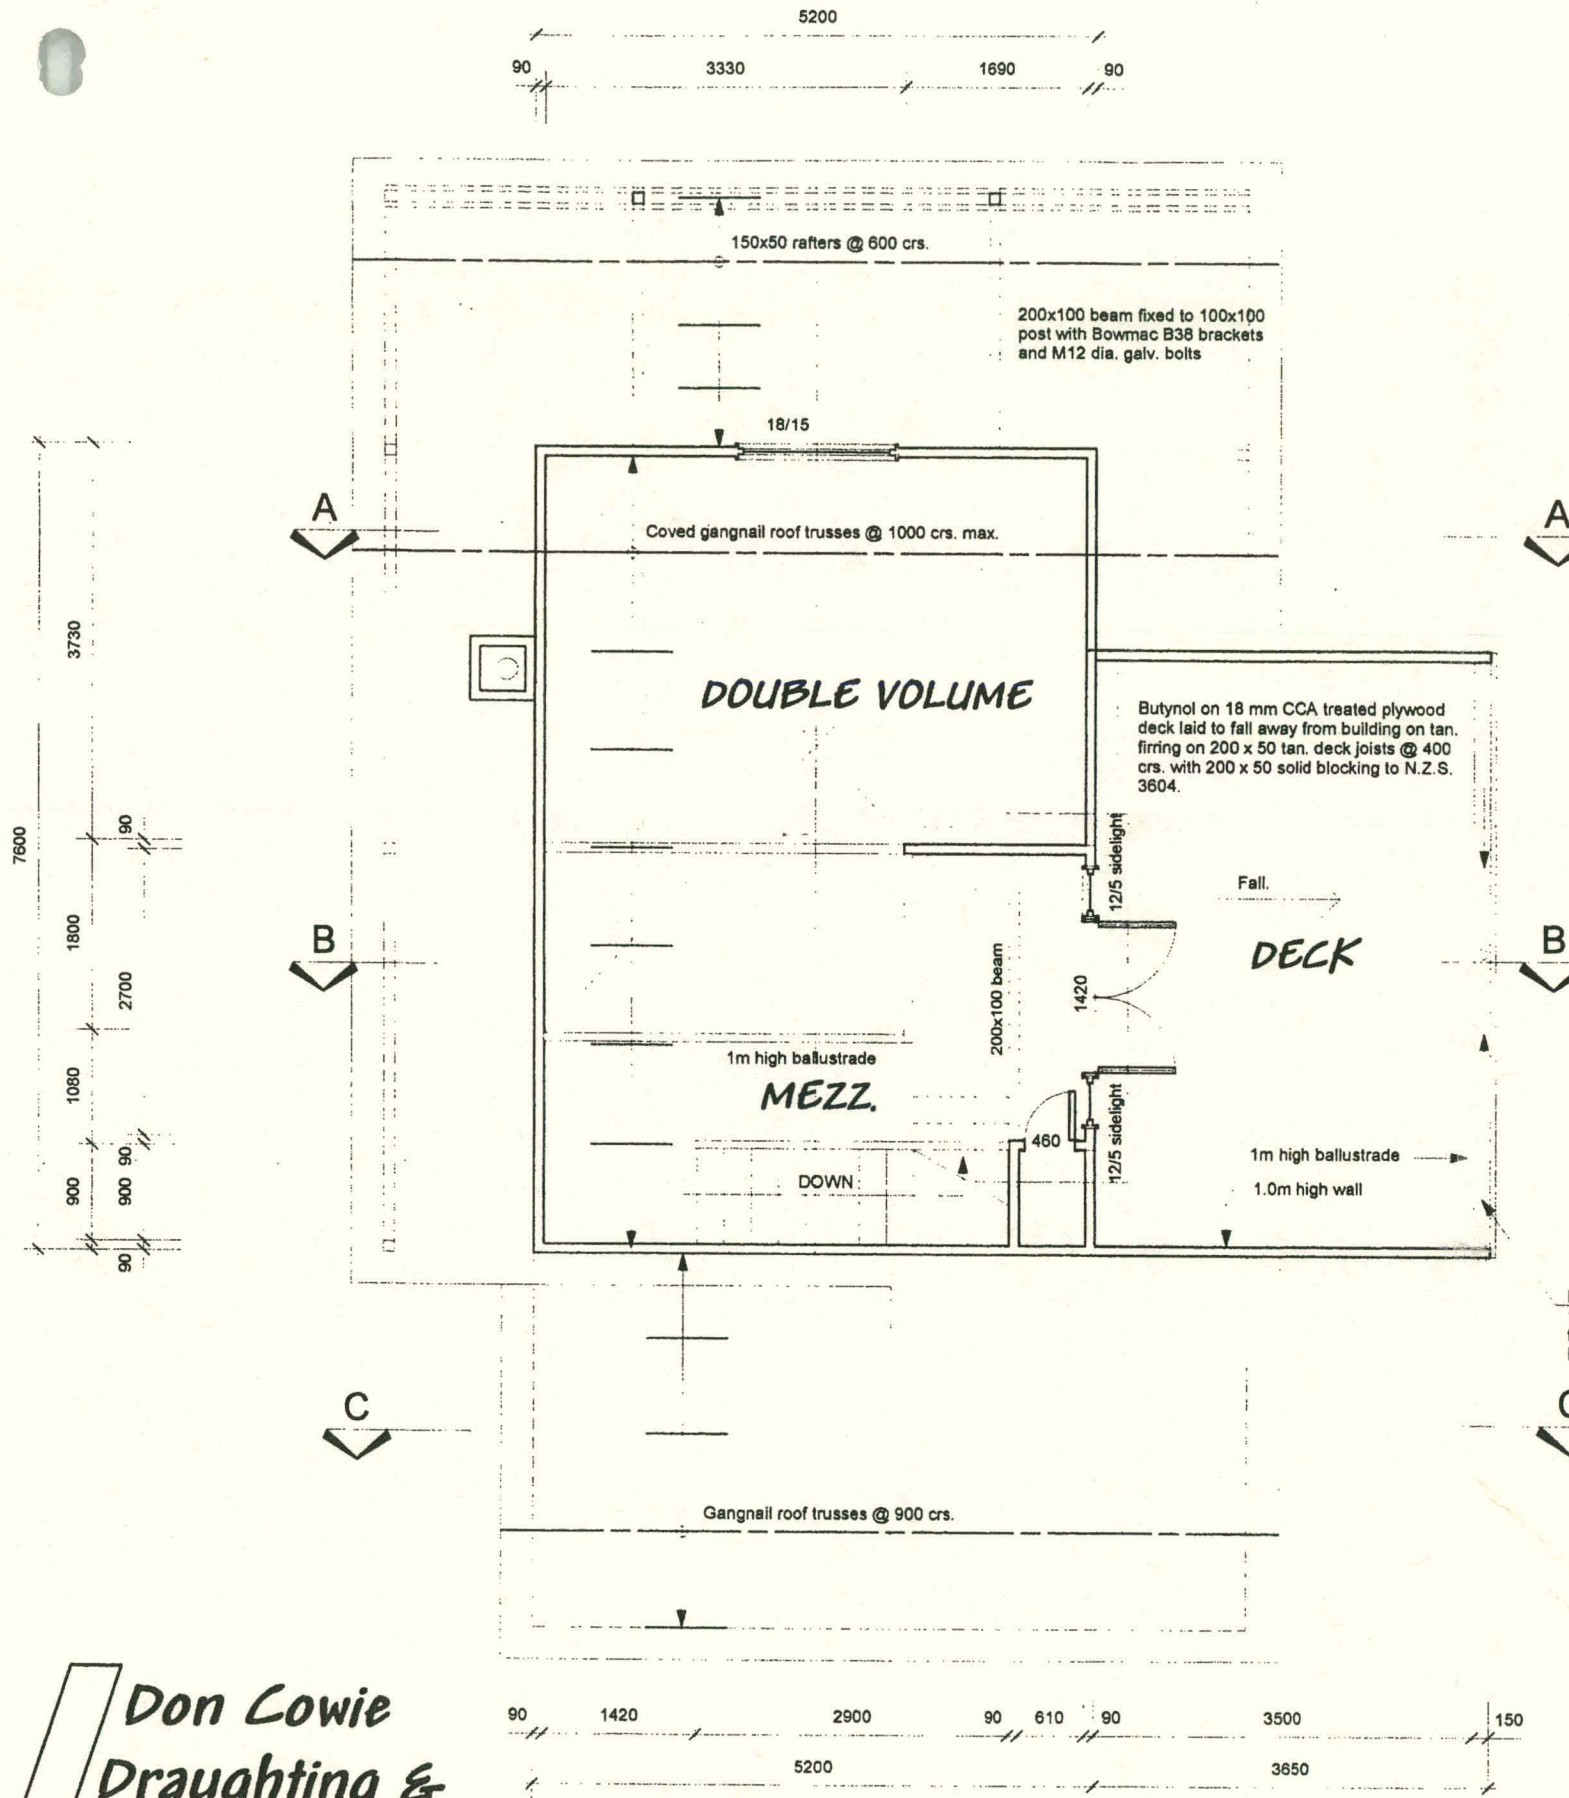 5200
90 3330 1690 90
150x50 rafters @ 600 crs.
200x100 beam fixed to 100x100
post with Bowmac B38 brackets
and M12 dia. galv. bolts
18/15
A
A
Coved gangnail roof trusses @ 1000 crs. max.
3730
DOUBLE VOLUME
Butynol on 18 mm CCA treated plywood
deck laid to fall away from building on tan.
firring on 200 x 50 tan. deck joists @ 400
crs. with 200 x 50 solid blocking to N.Z.S.
3604.
7600
90
12/5 sidelight
Fall.
1800
B
B
DECK
2700
200x100 beam
1420
1m high ballustrade
1080
MEZZ.
12/5 sidelight
460
90
1m high ballustrade
900
900
DOWN
1.0m high wall
90
C
C
Gangnail roof trusses @ 900 crs.
Don Cowie
Draughting &
90 1420 2900 90 610 90 3500 150
5200 3650